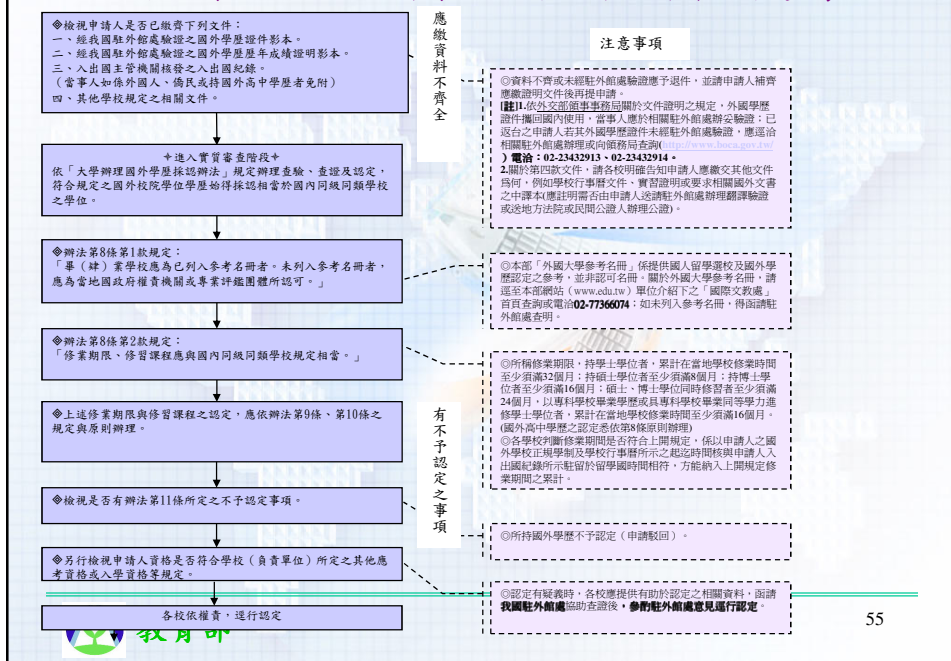 ◈檢視申請人是否已繳齊下列文件：
一、經我國駐外館處驗證之國外學歷證件影本。
二、經我國駐外館處驗證之國外學歷歷年成績證明影本。
三、入出國主管機關核發之入出國紀錄。
(當事人如係外國人、僑民或持國外高中學歷者免附)
四、其他學校規定之相關文件。
應繳資料不齊全
注意事項
◎資料不齊或未經駐外館處驗證應予退件，並請申請人補齊
應繳證明文件後再提申請。
[註]1.依外交部領事事務局關於文件證明之規定，外國學歷
證件攜回國內使用，當事人應於相關駐外館處辦妥驗證；已
返台之申請人若其外國學歷證件未經駐外館處驗證，應逕洽
相關駐外館處辦理或向領務局查詢(http://www.boca.gov.tw/
）電洽：02-23432913、02-23432914。
2.關於第四款文件，請各校明確告知申請人應繳交其他文件
為何，例如學校行事曆文件、實習證明或要求相關國外文書
之中譯本(應註明需否由申請人送請駐外館處辦理翻譯驗證
或送地方法院或民間公證人辦理公證)。
✦進入實質審查階段✦
依「大學辦理國外學歷採認辦法」規定辦理查驗、查證及認定，
符合規定之國外校院學位學歷始得採認相當於國內同級同類學校
之學位。
◈辦法第8條第1款規定：
「畢（肄）業學校應為已列入參考名冊者。未列入參考名冊者，
應為當地國政府權責機關或專業評鑑團體所認可。」
◎本部「外國大學參考名冊」係提供國人留學選校及國外學
歷認定之參考，並非認可名冊。關於外國大學參考名冊，請
逕至本部網站（www.edu.tw）單位介紹下之「國際文教處」
首頁查詢或電洽02-77366074；如未列入參考名冊，得函請駐
外館處查明。
◈辦法第8條第2款規定：
「修業期限、修習課程應與國內同級同類學校規定相當。」
◎所稱修業期限，持學士學位者，累計在當地學校修業時間
至少須滿32個月；持碩士學位者至少須滿8個月；持博士學
位者至少須滿16個月；碩士、博士學位同時修習者至少須滿
24個月，以專科學校畢業學歷或具專科學校畢業同等學力進
修學士學位者，累計在當地學校修業時間至少須滿16個月。
(國外高中學歷之認定悉依第8條原則辦理)
◎各學校判斷修業期間是否符合上開規定，係以申請人之國
外學校正規學制及學校行事曆所示之起迄時間核與申請人入
出國紀錄所示駐留於留學國時間相符，方能納入上開規定修
業期間之累計。
◈上述修業期限與修習課程之認定，應依辦法第9條、第10條之
規定與原則辦理。
有不予認定之事項
◈檢視是否有辦法第11條所定之不予認定事項。
◎所持國外學歷不予認定（申請駁回）。
◈另行檢視申請人資格是否符合學校（負責單位）所定之其他應
考資格或入學資格等規定。
◎認定有疑義時，各校應提供有助於認定之相關資料，函請
我國駐外館處協助查證後，參酌駐外館處意見逕行認定。
各校依權責，逕行認定
教育部
55